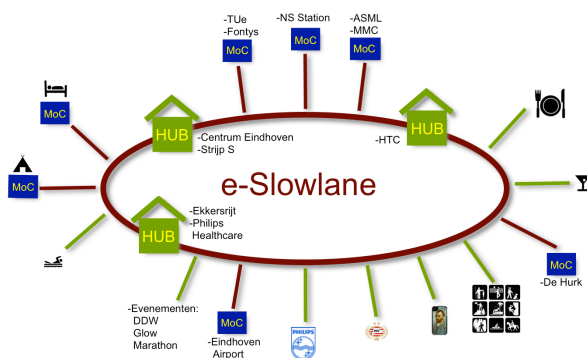 -TUe
-Fontys
MoC
-NS Station
MoC
-ASML
-MMC
MoC
MoC
HUB
-Centrum Eindhoven
-Strijp S
HUB
-HTC
MoC
e-Slowlane
HUB
-Ekkersrijt
-Philips
Healthcare
MoC
-De Hurk
-Evenementen:
DDW
Glow
Marathon
MoC
-Eindhoven
Airport
PHILIPS